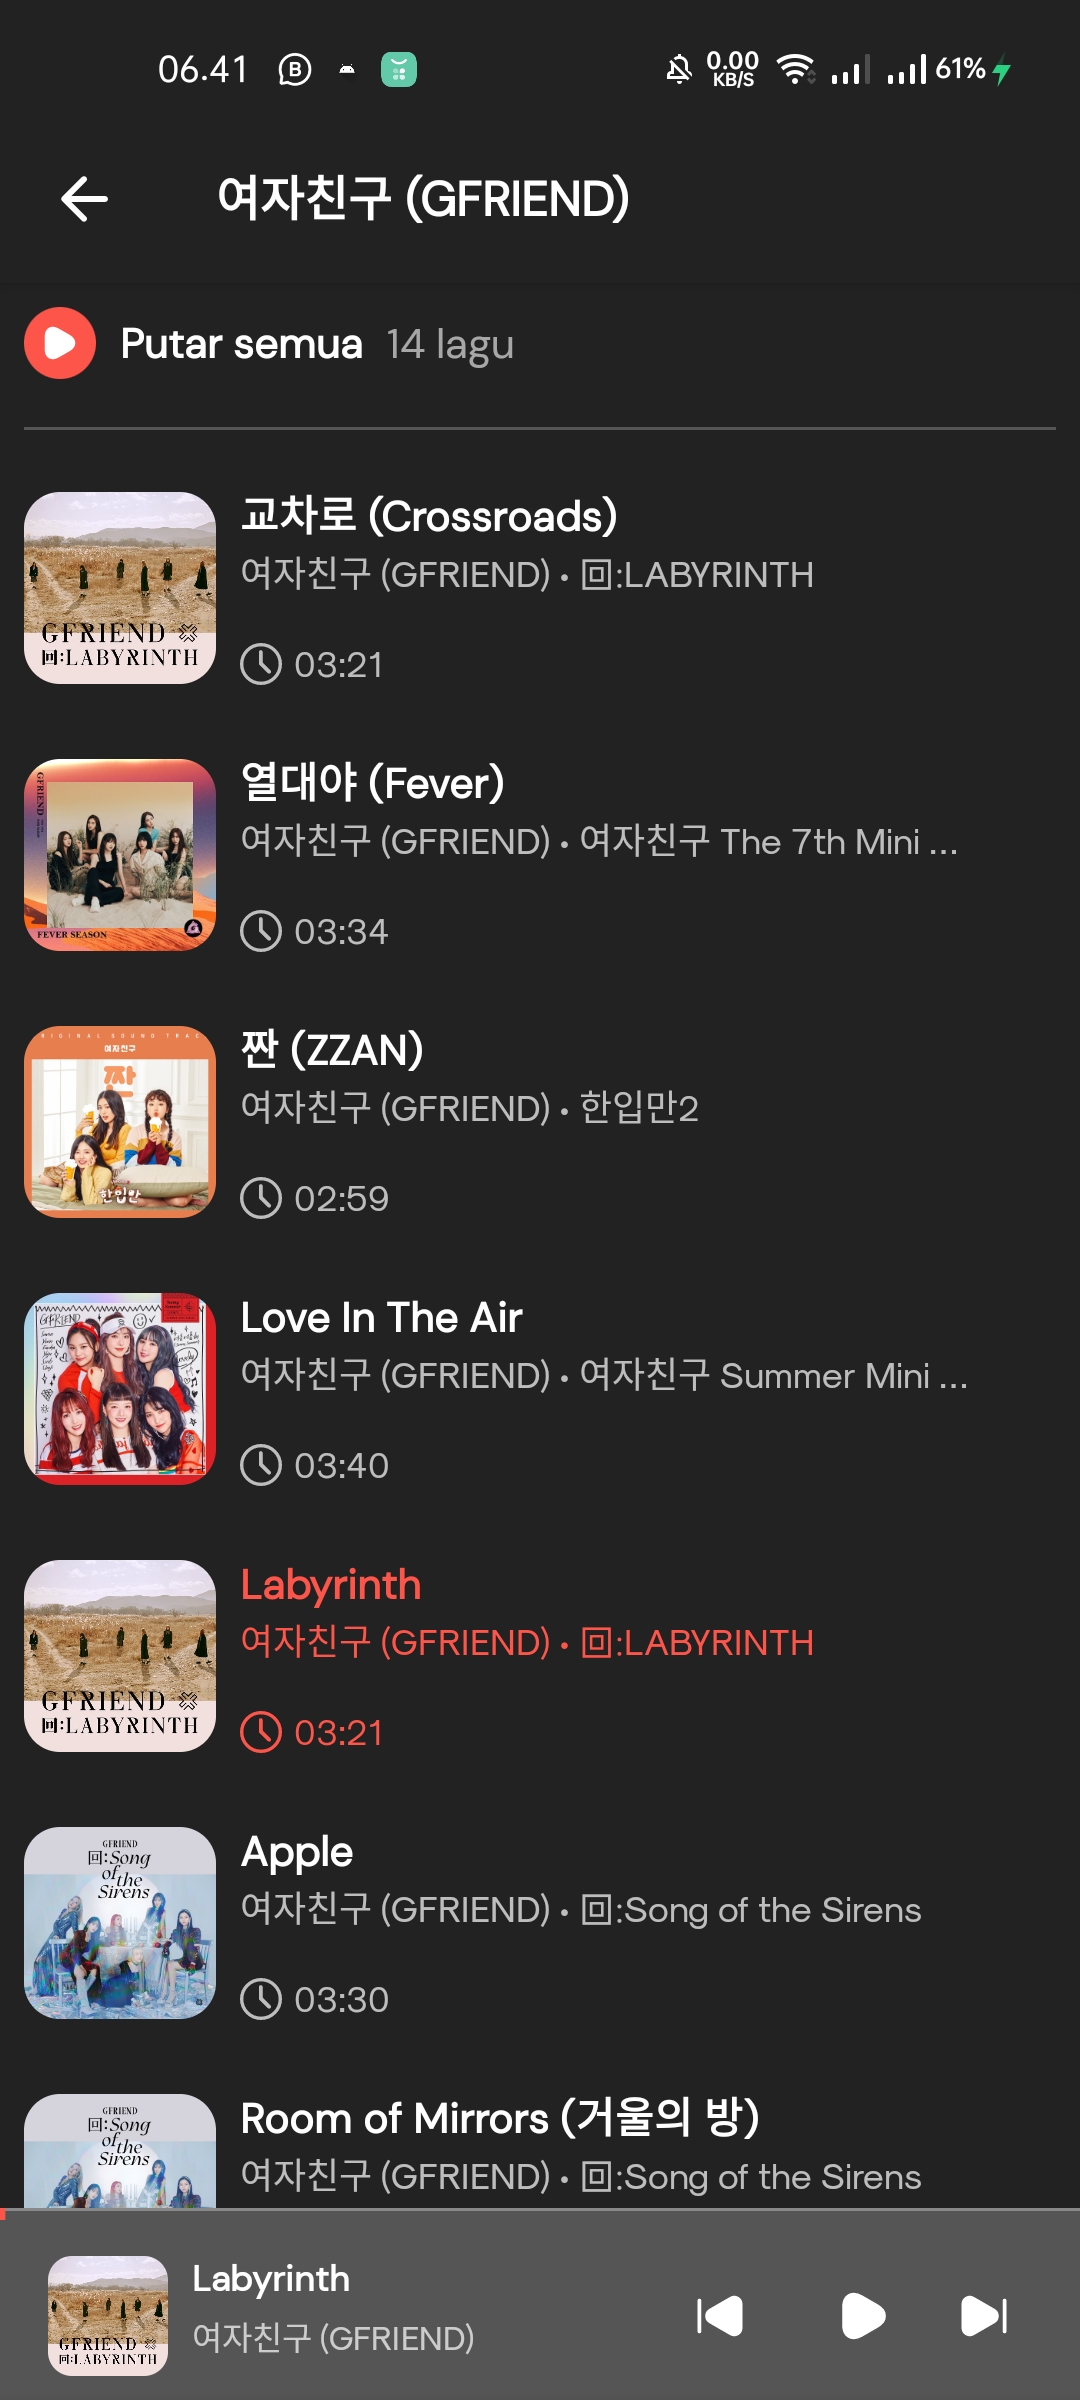 06.41
0.00 KB/S
61%
여자친구 (GFRIEND)
Putar semua 14 lagu
GFRIEND
回:LABYRINTH
교차로 (Crossroads)
여자친구 (GFRIEND) • 回:LABYRINTH
03:21
GFRIEND
FEVER SEASON
열대야 (Fever)
여자친구 (GFRIEND) • 여자친구 The 7th Mini ...
03:34
여자친구
짠
한입만
짠 (ZZAN)
여자친구 (GFRIEND) • 한입만2
02:59
GFRIEND
Love In The Air
여자친구 (GFRIEND) • 여자친구 Summer Mini ...
03:40
GFRIEND
回:LABYRINTH
Labyrinth
여자친구 (GFRIEND) • 回:LABYRINTH
03:21
GFRIEND
回:Song
of the
Sirens
Apple
여자친구 (GFRIEND) • 回:Song of the Sirens
03:30
GFRIEND
回:Song
of the
Sirens
Room of Mirrors (거울의 방)
여자친구 (GFRIEND) • 回:Song of the Sirens
GFRIEND
回:LABYRINTH
Labyrinth
여자친구 (GFRIEND)